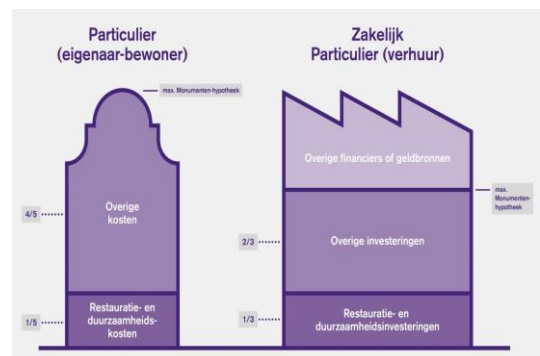 Particulier
(eigenaar-bewoner)
max. Monumenten-hypotheek
Overige
kosten
4/5
Restauratie- en
duurzaamheids-
kosten
1/5
Zakelijk
Particulier (verhuur)
Overige financiers of geldbronnen
max.
Monumenten-
hypotheek
Overige investeringen
2/3
Restauratie- en
duurzaamheidsinvesteringen
1/3